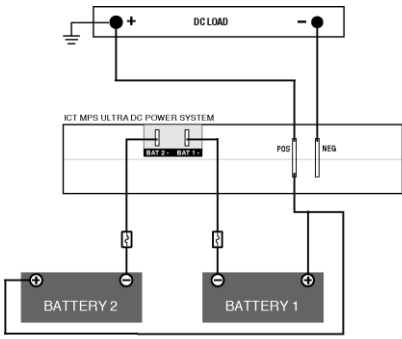 + DC LOAD −
ICT MPS ULTRA DC POWER SYSTEM
BAT 2 - BAT 1 -
POS NEG
+ − − +
BATTERY 2 BATTERY 1